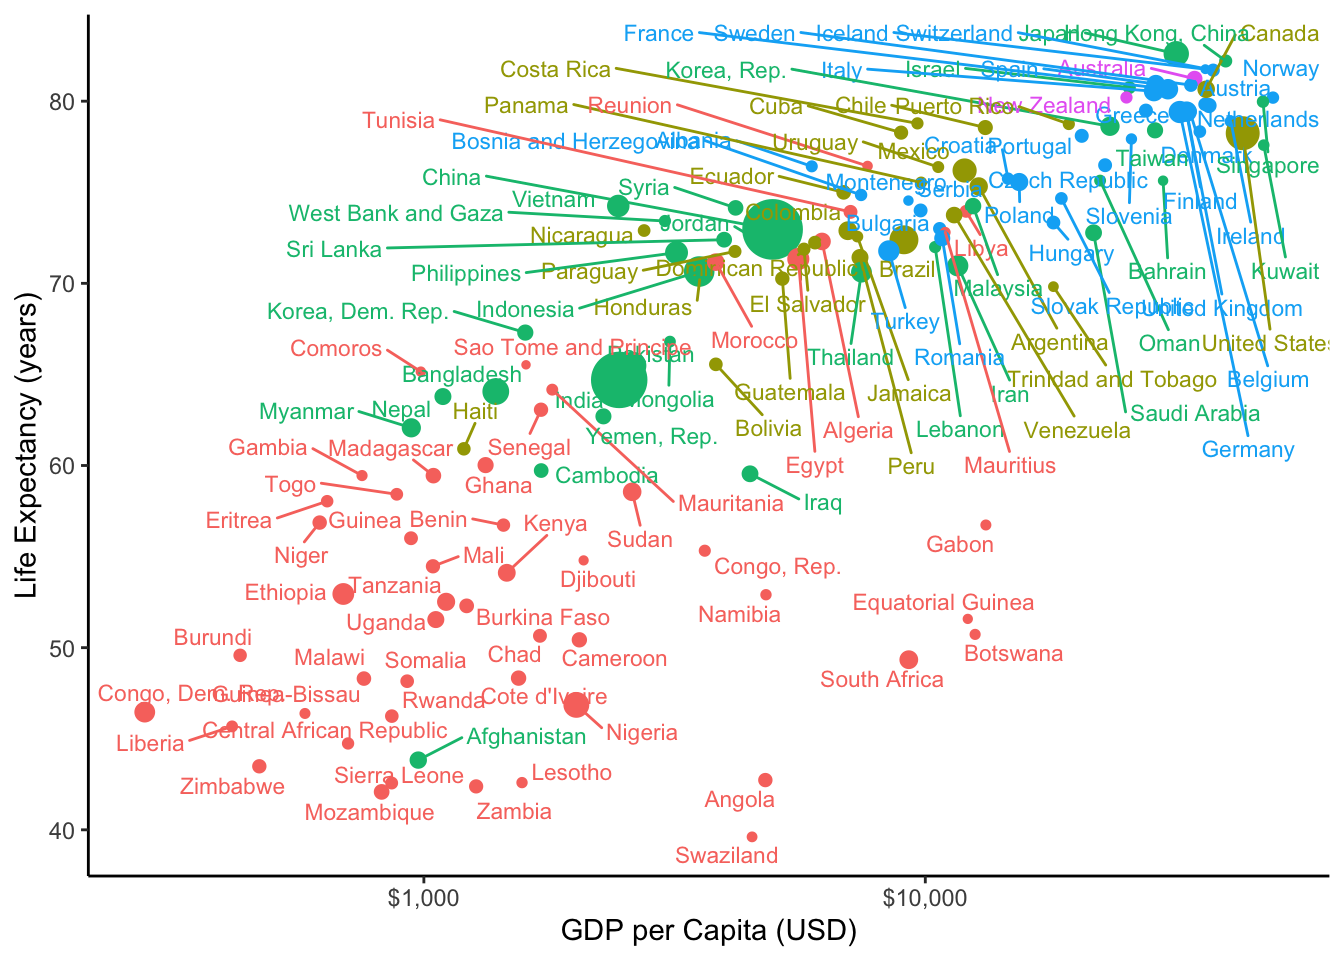 France
Sweden
Iceland
Switzerland
Japan
Hong Kong, China
Canada
Costa Rica
Korea, Rep.
Italy
Israel
Spain
Australia
Norway
Austria
80
Panama
Reunion
Cuba
Chile
Puerto Rico
New Zealand
Greece
Netherlands
Tunisia
Bosnia and Herzegovina
Albania
Uruguay
Mexico
Croatia
Portugal
Taiwan
Denmark
Singapore
China
Syria
Ecuador
Montenegro
Serbia
Czech Republic
Vietnam
West Bank and Gaza
Jordan
Colombia
Bulgaria
Poland
Slovenia
Finland
Sri Lanka
Nicaragua
Libya
Hungary
Ireland
Philippines
Paraguay
Dominican Republic
Brazil
Bahrain
Kuwait
70
Korea, Dem. Rep.
Indonesia
Honduras
El Salvador
Malaysia
Slovak Republic
United Kingdom
Turkey
Comoros
Sao Tome and Principe
Morocco
Argentina
Oman
United States
Pakistan
Thailand
Romania
Bangladesh
Trinidad and Tobago
Belgium
Myanmar
Nepal
Haiti
India
Mongolia
Guatemala
Jamaica
Iran
Saudi Arabia
Gambia
Madagascar
Senegal
Yemen, Rep.
Bolivia
Algeria
Lebanon
Venezuela
Germany
60
Togo
Ghana
Cambodia
Egypt
Peru
Mauritius
Eritrea
Guinea
Benin
Kenya
Mauritania
Iraq
Niger
Mali
Sudan
Gabon
Ethiopia
Tanzania
Djibouti
Congo, Rep.
Uganda
Burkina Faso
Namibia
Equatorial Guinea
50
Burundi
Malawi
Somalia
Chad
Cameroon
Botswana
South Africa
Congo, Dem. Rep.
Guinea-Bissau
Rwanda
Cote d'Ivoire
Liberia
Central African Republic
Afghanistan
Nigeria
Zimbabwe
Sierra Leone
Lesotho
Mozambique
Zambia
Angola
40
Swaziland
$1,000
$10,000
GDP per Capita (USD)
Life Expectancy (years)